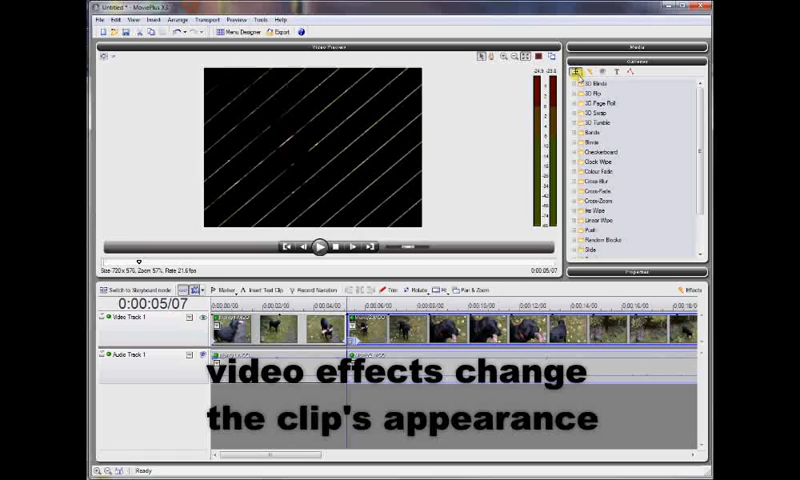 Untitled * - MoviePlus X3
File Edit View Insert Arrange Transport Preview Tools Help
Menu Designer Export
Video Preview
Media
Galleries
3D Blinds
3D Flip
3D Page Roll
3D Swap
3D Tumble
Bands
Blinds
Checkerboard
Clock Wipe
Colour Fade
Cross-Blur
Cross-Fade
Cross-Zoom
Iris Wipe
Linear Wipe
Push
Random Blocks
Slide
Size 720 x 576, Zoom 57%, Rate 21.6fps
0:00:05/07
Properties
Switch to Storyboard mode
Marker Insert Text Clip Record Narration Trim Rotate Fit Pan & Zoom Effects
0:00:05/07
Video Track 1
Audio Track 1
video effects change
the clip's appearance
Ready